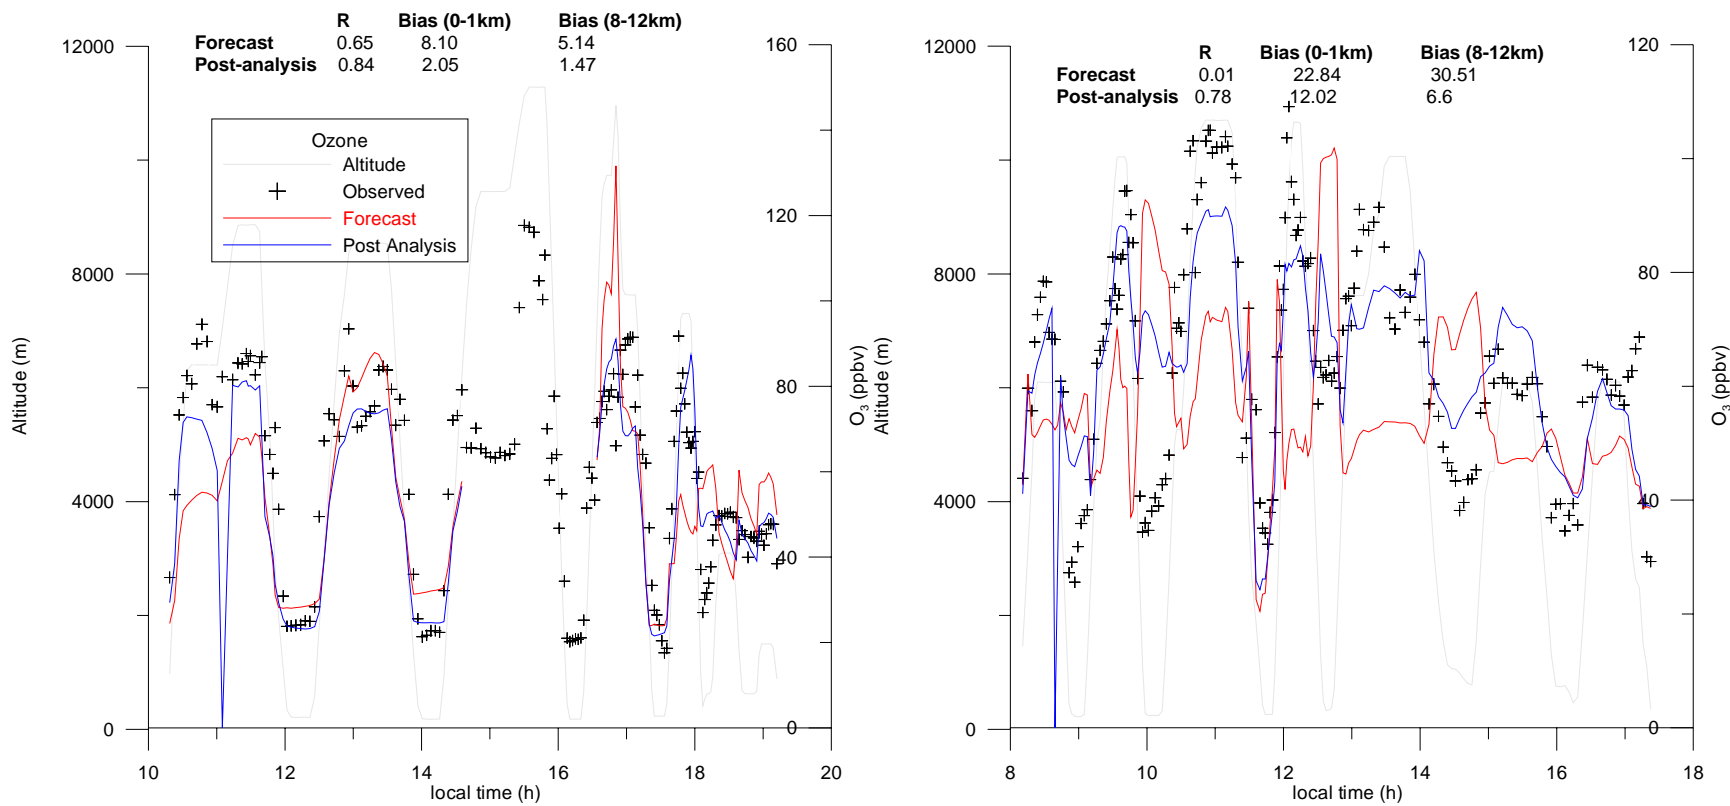 R Bias (0-1km) Bias (8-12km)
Forecast 0.65 8.10 5.14
Post-analysis 0.84 2.05 1.47
Ozone
Altitude
Observed
Forecast
Post Analysis
12000
8000
4000
0
Altitude (m)
160
120
80
40
0
O3 (ppbv)
10 12 14 16 18 20
local time (h)
R Bias (0-1km) Bias (8-12km)
Forecast 0.01 22.84 30.51
Post-analysis 0.78 12.02 6.6
12000
8000
4000
0
Altitude (m)
120
80
40
0
O3 (ppbv)
8 10 12 14 16 18
local time (h)